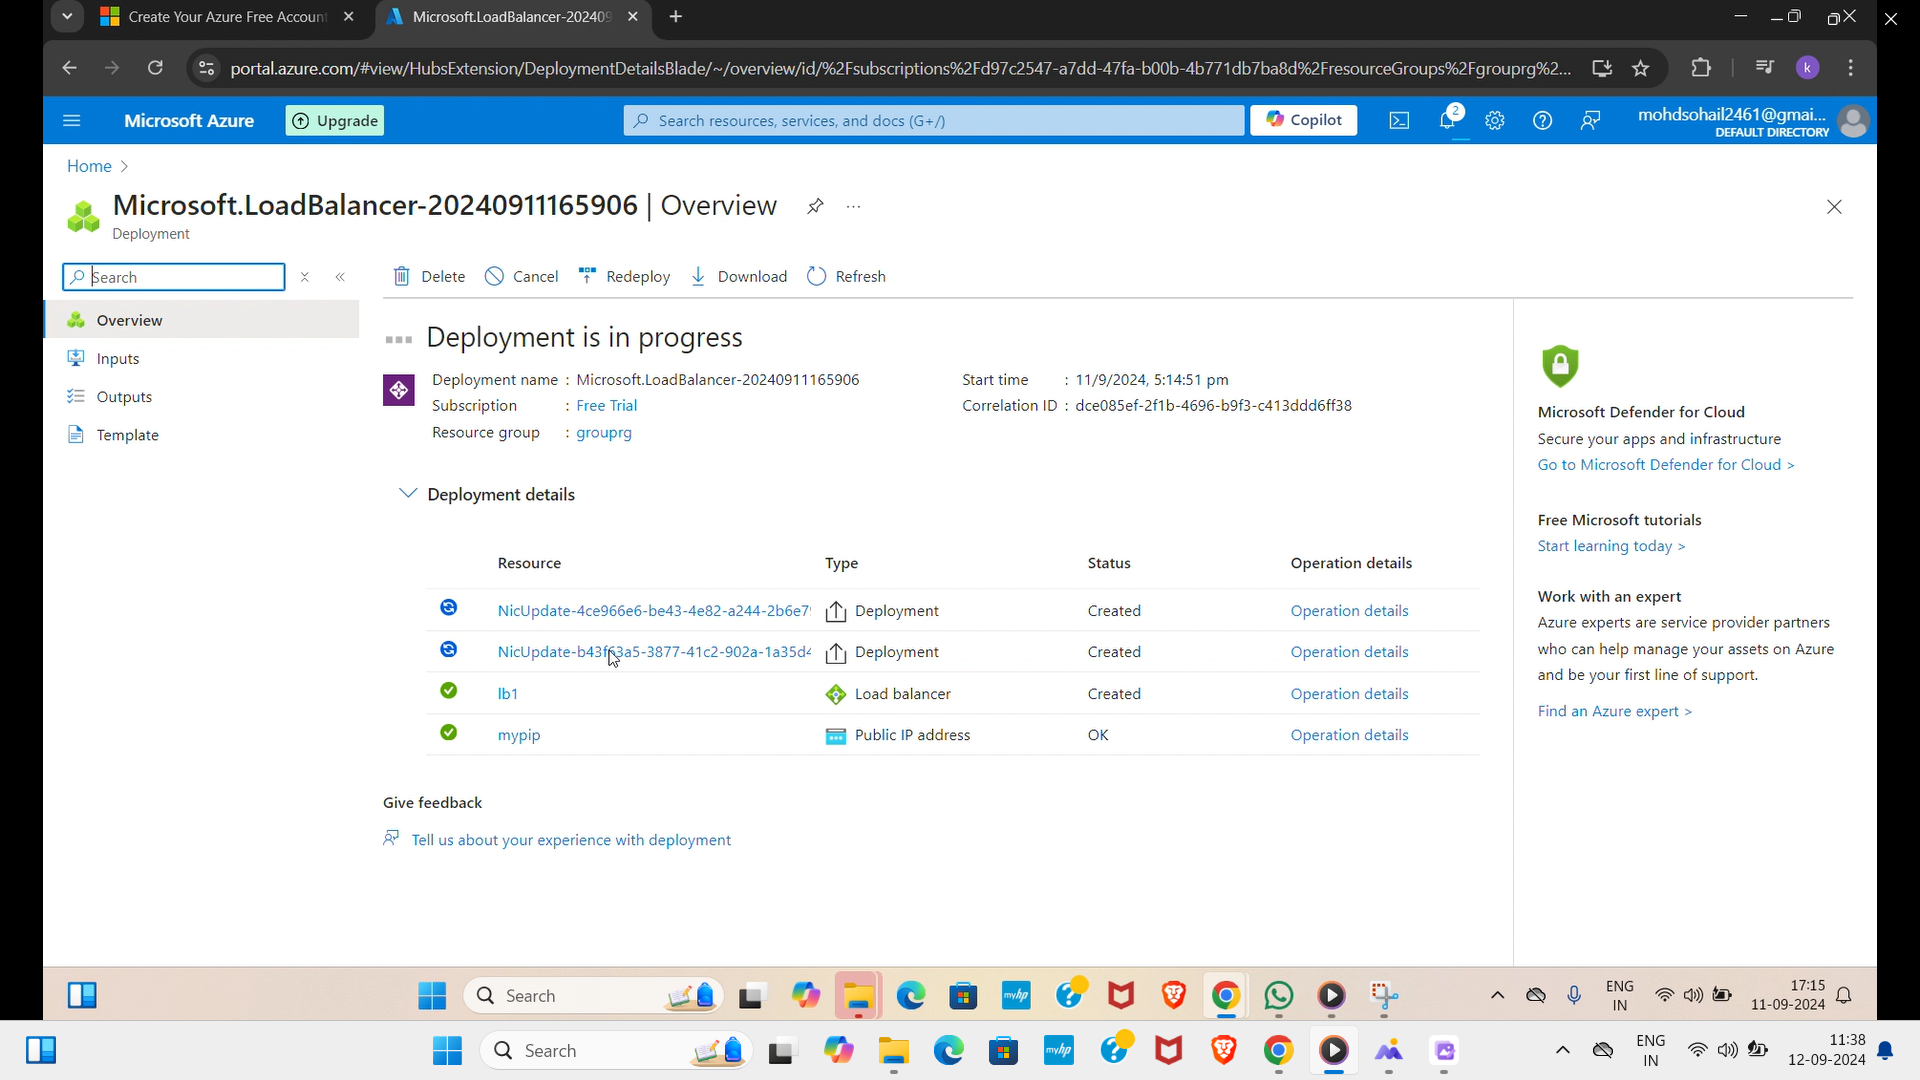 Create Your Azure Free Account
Microsoft.LoadBalancer-202409
portal.azure.com/#view/HubsExtension/DeploymentDetailsBlade/~/overview/id/%2Fsubscriptions%2Fd97c2547-a7dd-47fa-b00b-4b771db7ba8d%2FresourceGroups%2Fgrouprg%2...
k
Microsoft Azure
Upgrade
Search resources, services, and docs (G+/)
Copilot
2
mohdsohail2461@gmai...
DEFAULT DIRECTORY
Home >
Microsoft.LoadBalancer-20240911165906 | Overview
Deployment
Search
Delete Cancel Redeploy Download Refresh
Overview
Inputs
Outputs
Template
Deployment is in progress
Deployment name : Microsoft.LoadBalancer-20240911165906
Subscription : Free Trial
Resource group : grouprg
Start time : 11/9/2024, 5:14:51 pm
Correlation ID : dce085ef-2f1b-4696-b9f3-c413ddd6ff38
Deployment details
Resource Type Status Operation details
NicUpdate-4ce966e6-be43-4e82-a244-2b6e7 Deployment Created Operation details
NicUpdate-b43f63a5-3877-41c2-902a-1a35d4 Deployment Created Operation details
lb1 Load balancer Created Operation details
mypip Public IP address OK Operation details
Give feedback
Tell us about your experience with deployment
Microsoft Defender for Cloud
Secure your apps and infrastructure
Go to Microsoft Defender for Cloud >
Free Microsoft tutorials
Start learning today >
Work with an expert
Azure experts are service provider partners
who can help manage your assets on Azure
and be your first line of support.
Find an Azure expert >
Search
myhp
ENG
IN
17:15
11-09-2024
Search
myhp
ENG
IN
11:38
12-09-2024